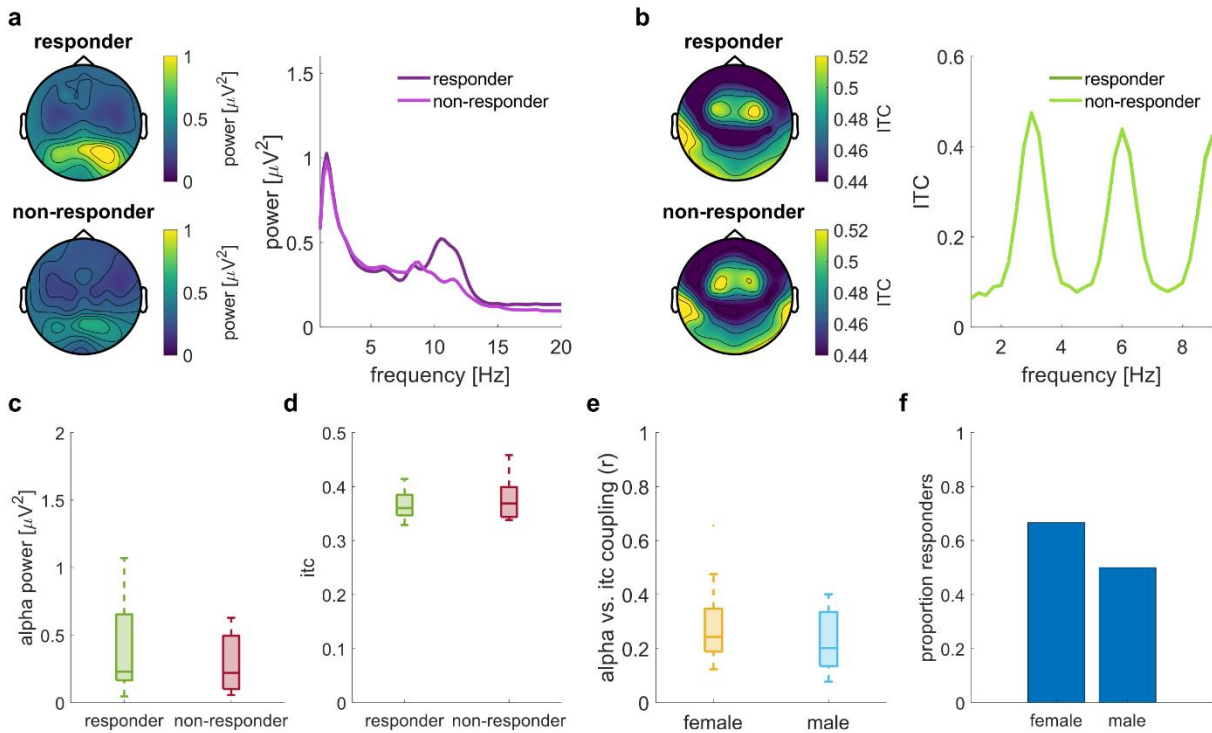 a
responder
1
0.5
0
power [µV²]
non-responder
1
0.5
0
power [µV²]
1.5
1
0.5
0
power [µV²]
responder
non-responder
5
10
15
20
frequency [Hz]
b
responder
0.52
0.5
0.48
0.46
0.44
ITC
non-responder
0.52
0.5
0.48
0.46
0.44
ITC
0.6
0.4
0.2
0
ITC
responder
non-responder
2
4
6
8
frequency [Hz]
c
2
1.5
1
0.5
0
alpha power [µV²]
responder
non-responder
d
0.5
0.4
0.3
0.2
0.1
0
itc
responder
non-responder
e
1
0.8
0.6
0.4
0.2
0
alpha vs. itc coupling (r)
female
male
f
1
0.8
0.6
0.4
0.2
0
proportion responders
female
male